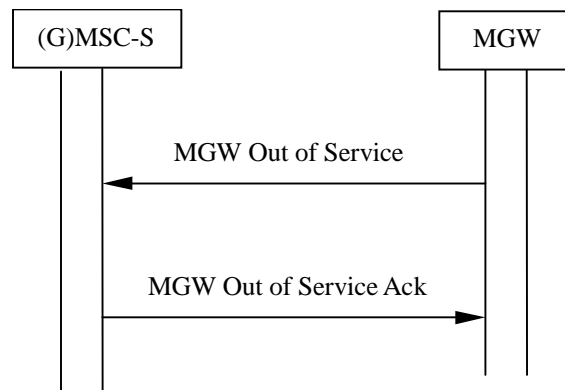 (G)MSC-S
MGW
MGW Out of Service
MGW Out of Service Ack